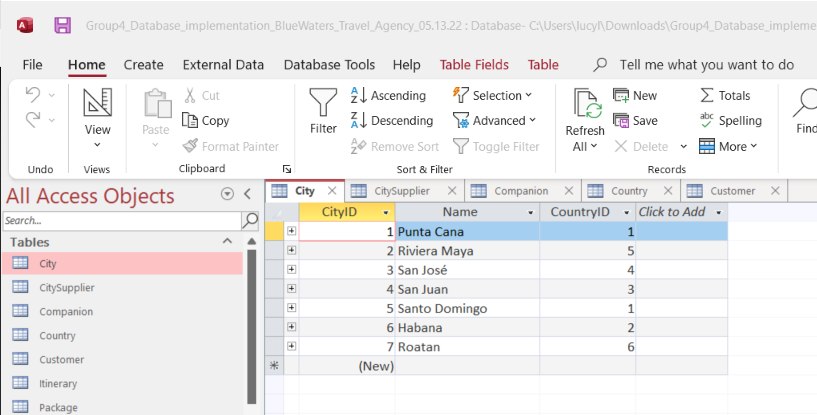 Group4_Database_implementation_BlueWaters_Travel_Agency_05.13.22 : Database- C:\Users\lucyl\Downloads\Group4_Database_impleme
File Home Create External Data Database Tools Help Table Fields Table Tell me what you want to do
View
Paste
Cut
Copy
Format Painter
Filter
Ascending
Descending
Remove Sort
Selection
Advanced
Toggle Filter
Refresh
All
New
Save
Delete
Totals
Spelling
More
Find
Undo Views Clipboard Sort & Filter Records
All Access Objects
Search...
Tables
City
CitySupplier
Companion
Country
Customer
Itinerary
Package
City CitySupplier Companion Country Customer
CityID Name CountryID Click to Add
1 Punta Cana 1
2 Riviera Maya 5
3 San José 4
4 San Juan 3
5 Santo Domingo 1
6 Habana 2
7 Roatan 6
(New)